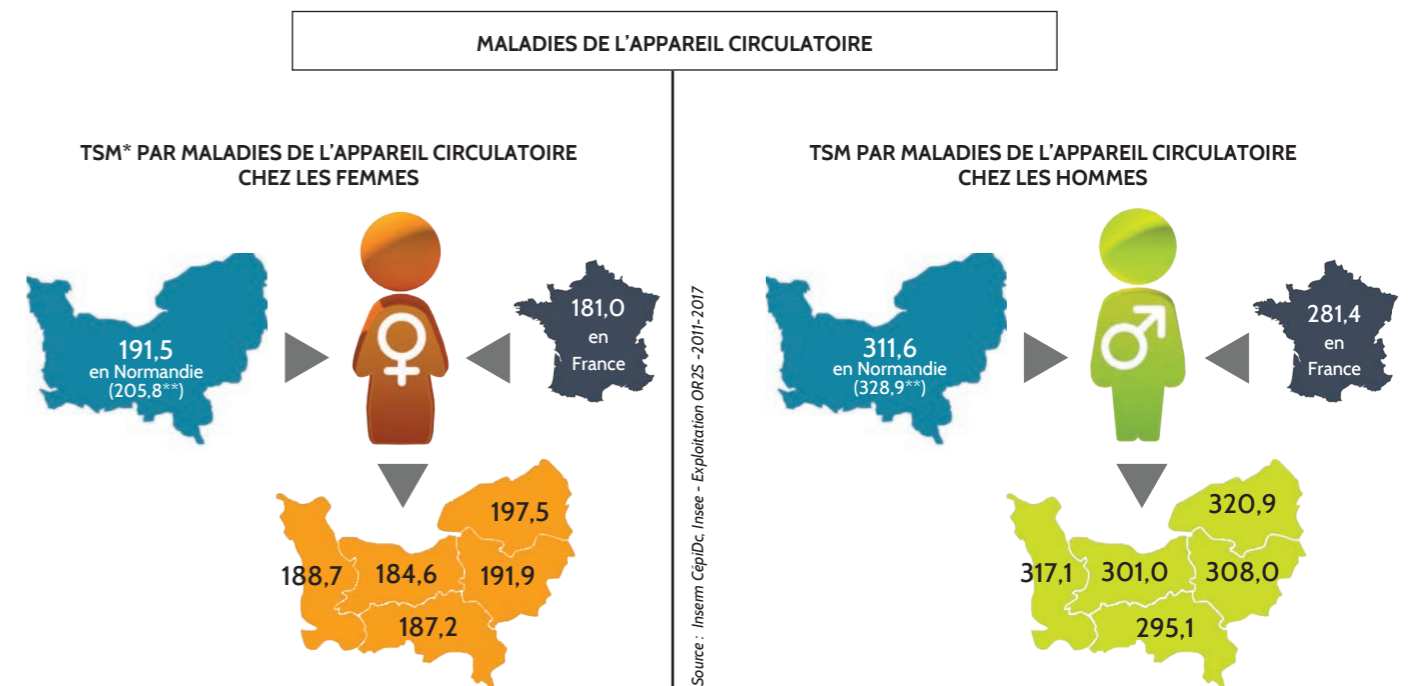 MALADIES DE L'APPAREIL CIRCULATOIRE
TSM* PAR MALADIES DE L'APPAREIL CIRCULATOIRE
CHEZ LES FEMMES
191,5
en Normandie
(205,8**)
181,0
en
France
197,5
188,7
184,6
191,9
187,2
Source : Inserm CépiDc, Insee - Exploitation OR2S -2011-2017
TSM PAR MALADIES DE L'APPAREIL CIRCULATOIRE
CHEZ LES HOMMES
311,6
en Normandie
(328,9**)
281,4
en
France
320,9
317,1
301,0
308,0
295,1